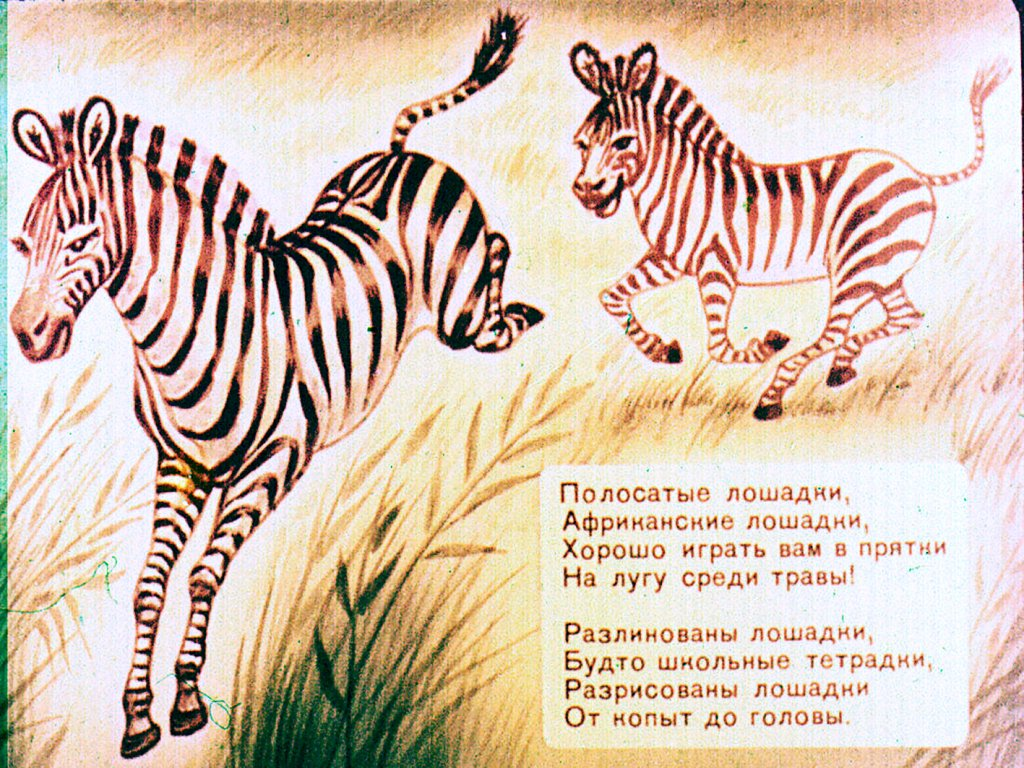 Полосатые лошадки,
Африканские лошадки,
Хорошо играть вам в прятки
На лугу среди травы!
Разлинованы лошадки,
Будто школьные тетрадки,
Разрисованы лошадки
От копыт до головы.